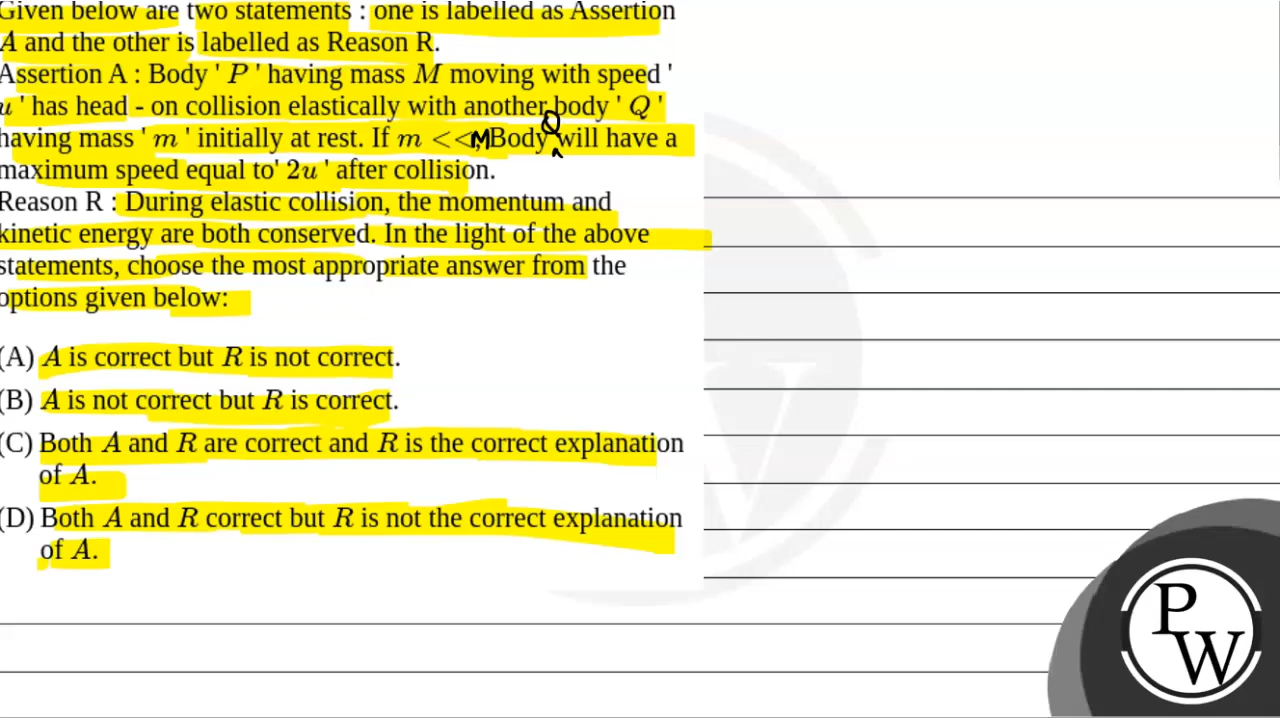 Given below are two statements : one is labelled as Assertion
A and the other is labelled as Reason R.
Assertion A : Body ' P ' having mass M moving with speed '
u ' has head - on collision elastically with another body ' Q '
having mass ' m ' initially at rest. If m <<M, Body Q will have a
maximum speed equal to' 2u ' after collision.
Reason R : During elastic collision, the momentum and
kinetic energy are both conserved. In the light of the above
statements, choose the most appropriate answer from the
options given below:
(A) A is correct but R is not correct.
(B) A is not correct but R is correct.
(C) Both A and R are correct and R is the correct explanation
of A.
(D) Both A and R correct but R is not the correct explanation
of A.
P
W